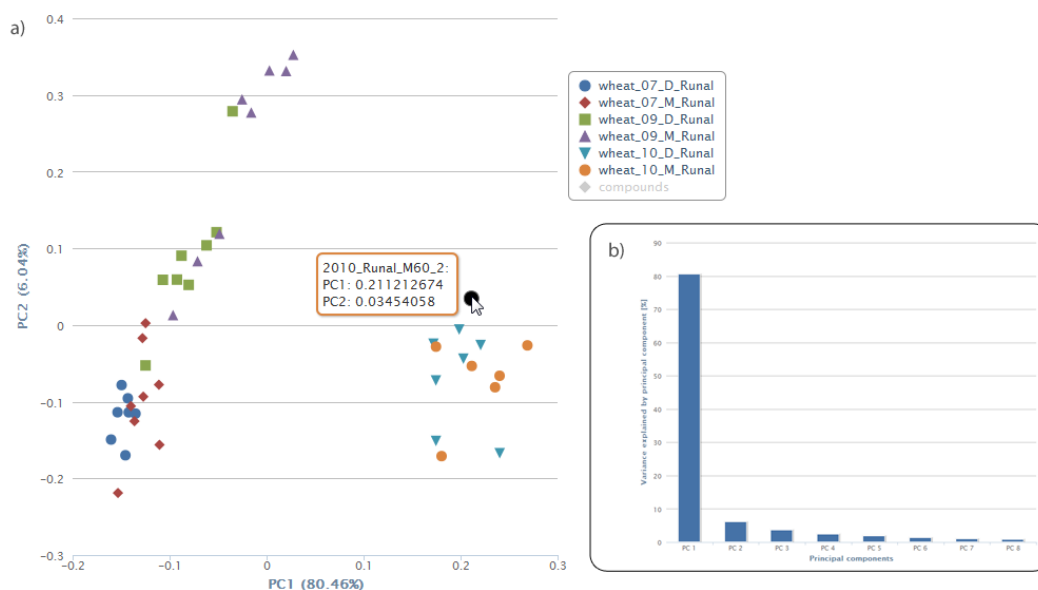 a)
0.4
0.3
0.2
0.1
0
−0.1
−0.2
−0.3
PC2 (6.04%)
−0.2
−0.1
0
0.1
0.2
0.3
PC1 (80.46%)
2010_Runal_M60_2:
PC1: 0.211212674
PC2: 0.03454058
wheat_07_D_Runal
wheat_07_M_Runal
wheat_09_D_Runal
wheat_09_M_Runal
wheat_10_D_Runal
wheat_10_M_Runal
compounds
b)
90
80
70
60
50
40
30
20
10
0
Variance explained by principal component [%]
PC 1
PC 2
PC 3
PC 4
PC 5
PC 6
PC 7
PC 8
Principal components